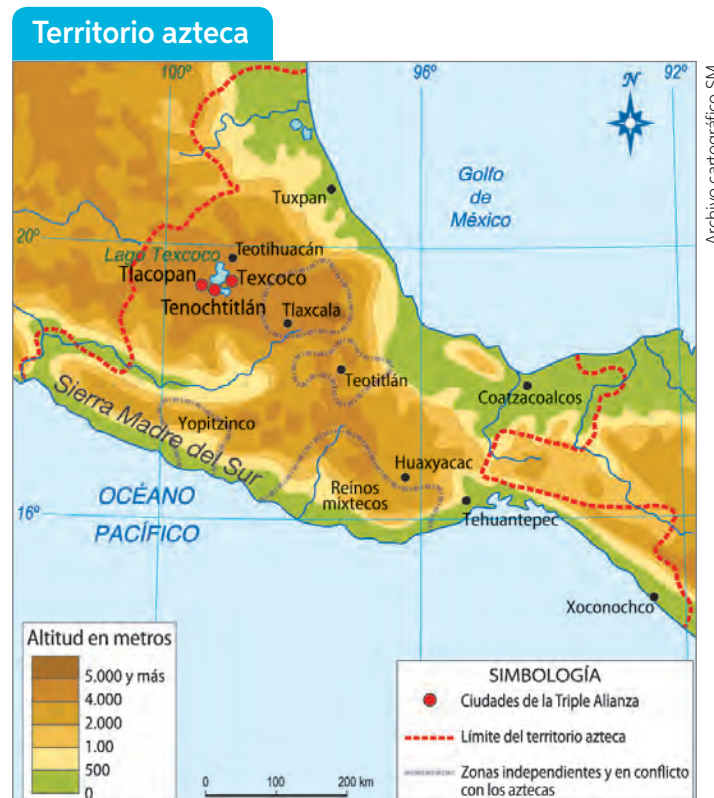 Territorio azteca
100º
96º
92º
N
Golfo
de
México
Tuxpan
20º
Lago Texcoco
Teotihuacán
Tlacopan
Texcoco
Tenochtitlán
Tlaxcala
Teotitlán
Coatzacoalcos
Sierra Madre del Sur
Yopitzinco
Huaxyacac
Reinos
mixtecos
OCÉANO
PACÍFICO
16º
Tehuantepec
Xoconochco
Altitud en metros
5.000 y más
4.000
2.000
1.00
500
0
0 100 200 km
SIMBOLOGÍA
Ciudades de la Triple Alianza
Límite del territorio azteca
Zonas independientes y en conflicto
con los aztecas
Archivo cartográfico SM